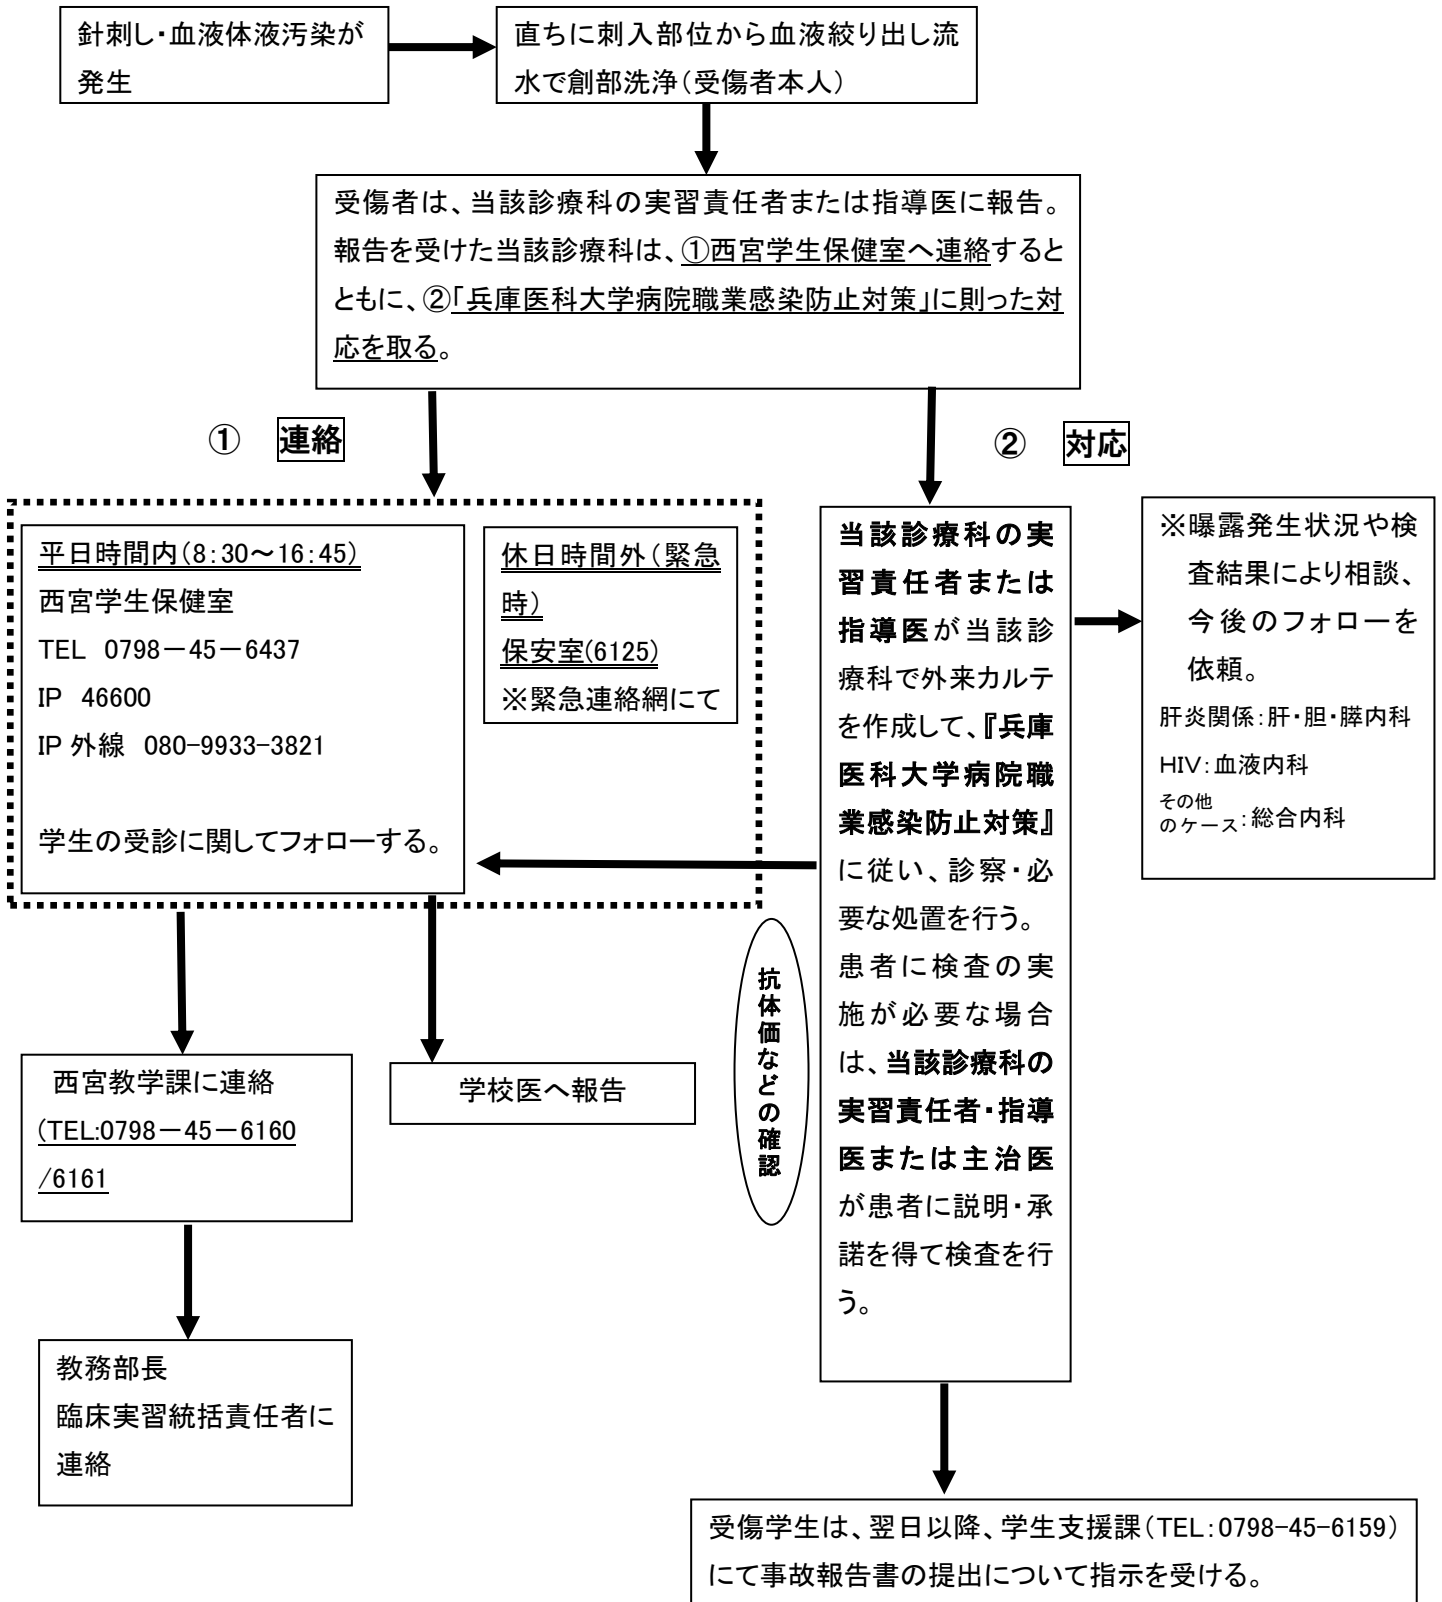 針刺し・血液体液汚染が
発生
直ちに刺入部位から血液絞り出し流
水で創部洗浄(受傷者本人)
受傷者は、当該診療科の実習責任者または指導医に報告。
報告を受けた当該診療科は、①西宮学生保健室へ連絡すると
ともに、②「兵庫医科大学病院職業感染防止対策」に則った対
応を取る。
① 連絡
② 対応
平日時間内(8:30～16:45)
西宮学生保健室
TEL 0798－45－6437
IP 46600
IP 外線 080-9933-3821
学生の受診に関してフォローする。
休日時間外(緊急
時)
保安室(6125)
※緊急連絡網にて
当該診療科の実
習責任者または
指導医が当該診
療科で外来カルテ
を作成して、『兵庫
医科大学病院職
業感染防止対策』
に従い、診察・必
要な処置を行う。
患者に検査の実
施が必要な場合
は、当該診療科の
実習責任者・指導
医または主治医
が患者に説明・承
諾を得て検査を行
う。
※曝露発生状況や検
査結果により相談、
今後のフォローを
依頼。
肝炎関係:肝・胆・膵内科
HIV:血液内科
その他
のケース:総合内科
抗体価などの確認
西宮教学課に連絡
(TEL:0798－45－6160
/6161
学校医へ報告
教務部長
臨床実習統括責任者に
連絡
受傷学生は、翌日以降、学生支援課(TEL:0798-45-6159)
にて事故報告書の提出について指示を受ける。